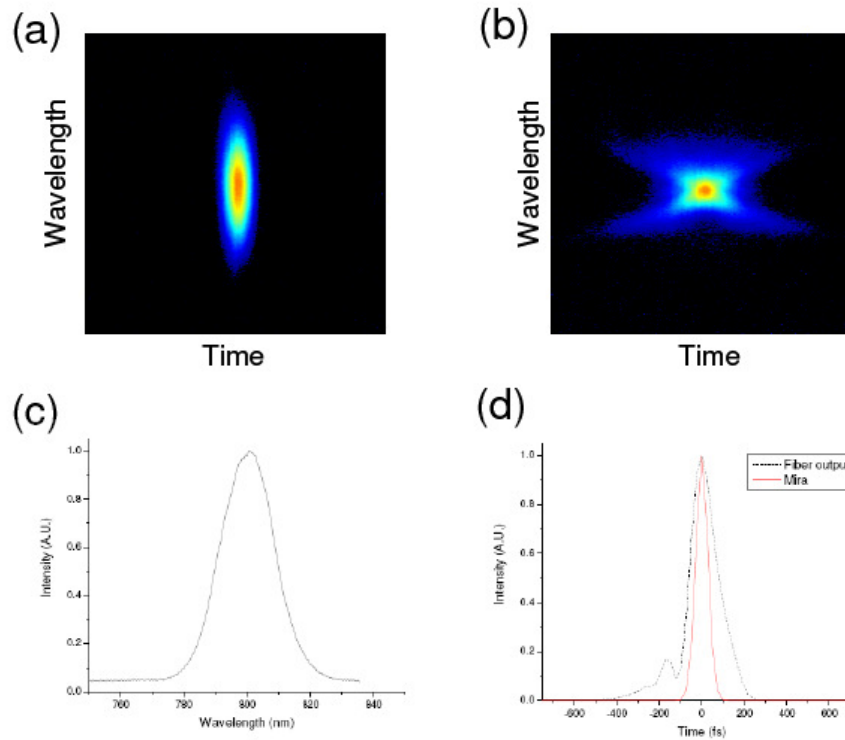 (a)
Wavelength
Time
(b)
Wavelength
Time
(c)
Intensity (A.U.)
1.0
0.8
0.6
0.4
0.2
0.0
760
780
800
820
840
Wavelength (nm)
(d)
Intensity (A.U.)
1.0
0.8
0.6
0.4
0.2
0.0
-600
-400
-200
0
200
400
600
Time (fs)
Fiber output
Mira